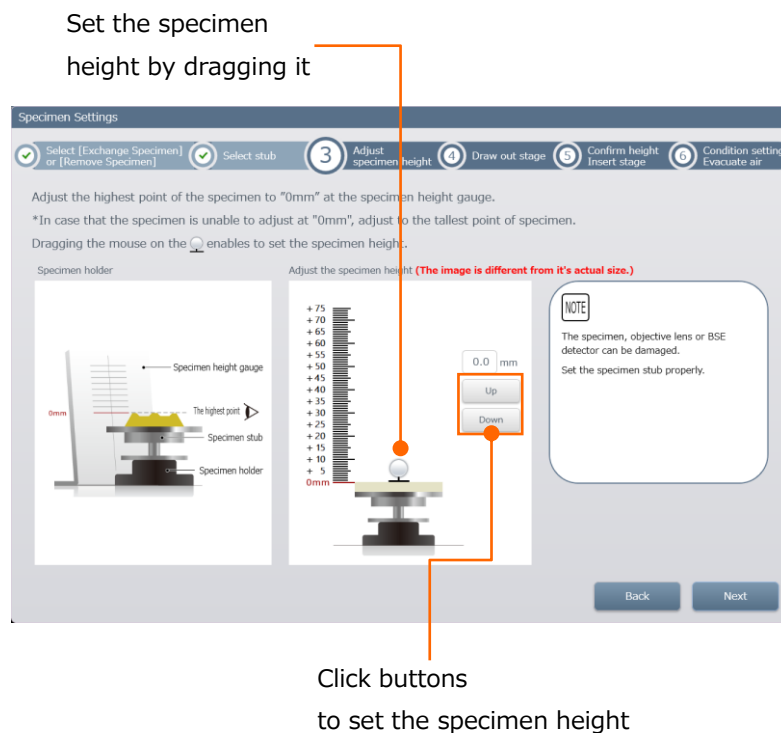 Set the specimen
height by dragging it
Specimen Settings
Select [Exchange Specimen]
or [Remove Specimen]
Select stub
3
Adjust
specimen height
4
Draw out stage
5
Confirm height
Insert stage
6
Condition setting
Evacuate air
Adjust the highest point of the specimen to "0mm" at the specimen height gauge.
*In case that the specimen is unable to adjust at "0mm", adjust to the tallest point of specimen.
Dragging the mouse on the enables to set the specimen height.
Specimen holder
Adjust the specimen height (The image is different from it's actual size.)
Specimen height gauge
0mm
The highest point
Specimen stub
Specimen holder
+ 75
+ 70
+ 65
+ 60
+ 55
+ 50
+ 45
+ 40
+ 35
+ 30
+ 25
+ 20
+ 15
+ 10
+ 5
0mm
0.0 mm
Up
Down
NOTE
The specimen, objective lens or BSE
detector can be damaged.
Set the specimen stub properly.
Back
Next
Click buttons
to set the specimen height